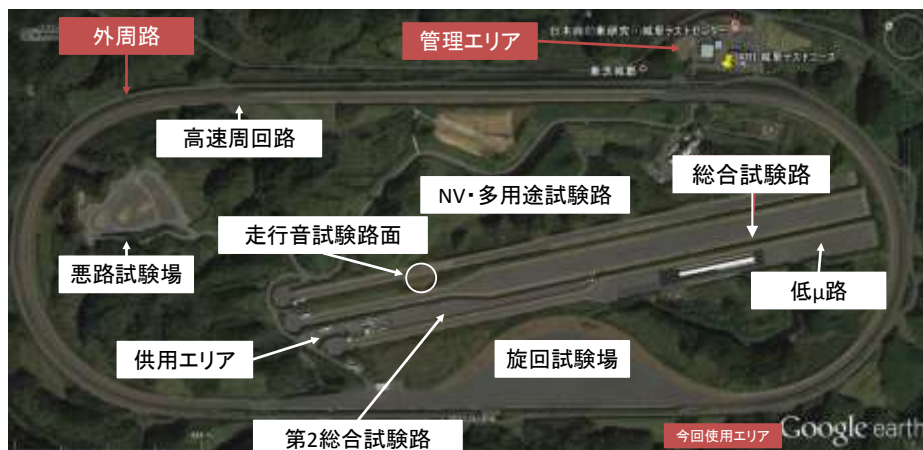 外周路
管理エリア
高速周回路
総合試験路
NV・多用途試験路
走行音試験路面
悪路試験場
低μ路
供用エリア
旋回試験場
第2総合試験路
今回使用エリア
Google earth